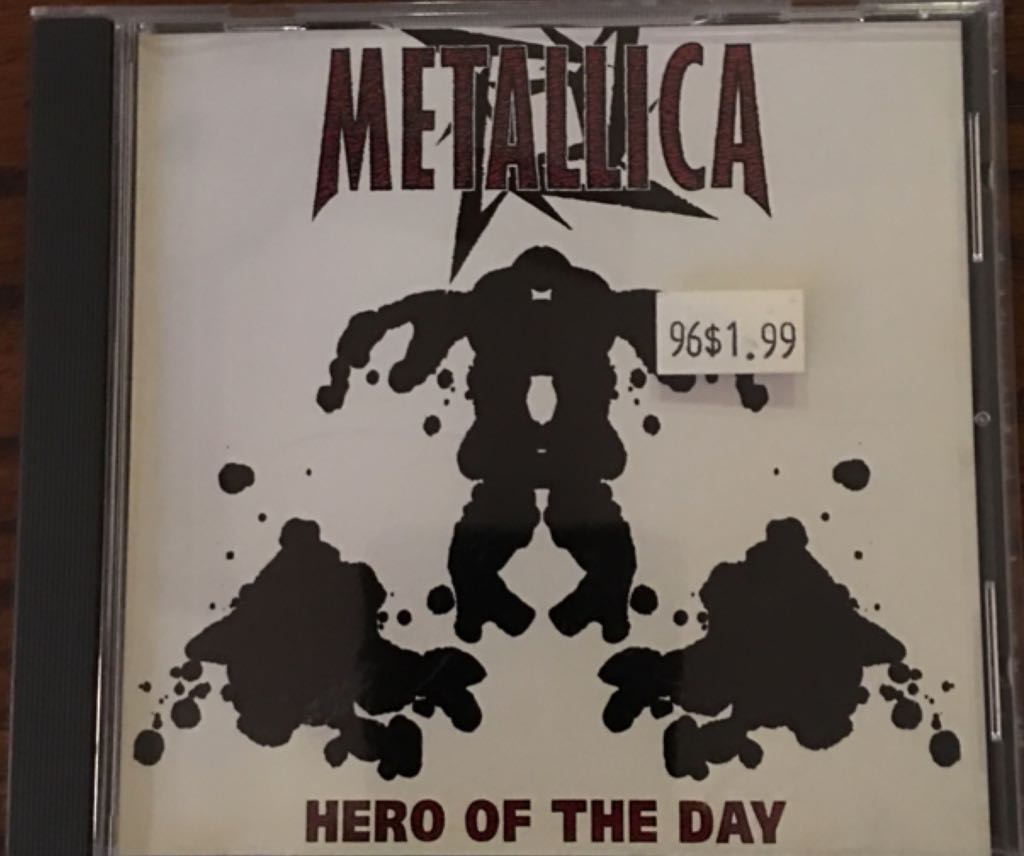 METALLICA
96$1.99
HERO OF THE DAY